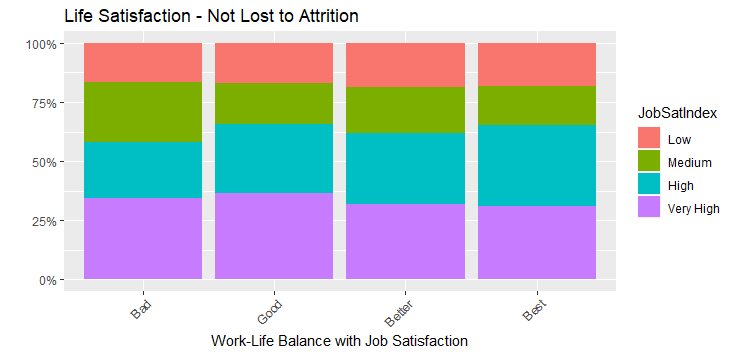 Life Satisfaction - Not Lost to Attrition
100%
75%
50%
25%
0%
Bad
Good
Better
Best
Work-Life Balance with Job Satisfaction
JobSatIndex
Low
Medium
High
Very High